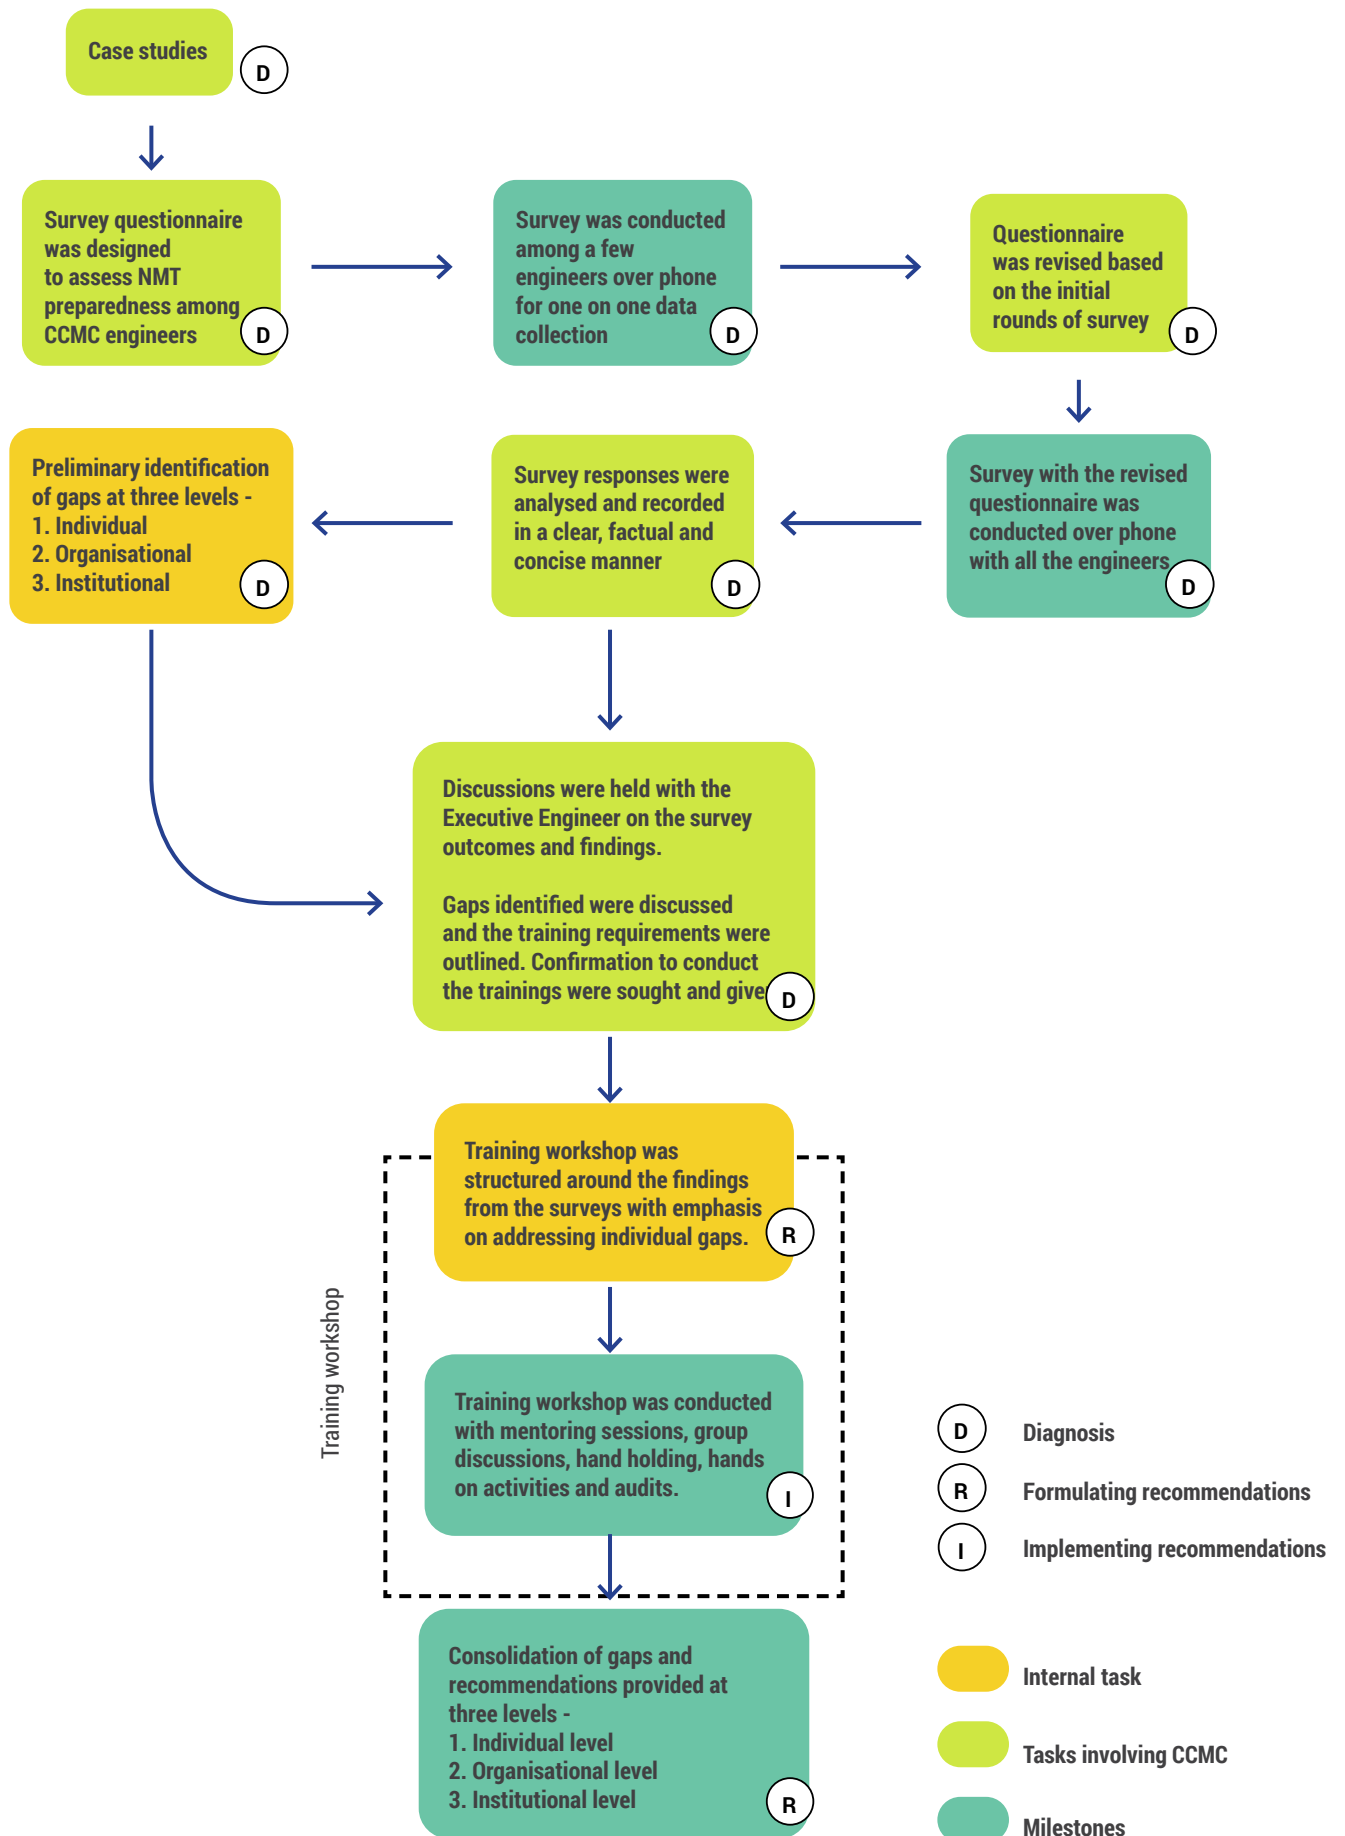 Case studies
D
Survey questionnaire
was designed
to assess NMT
preparedness among
CCMC engineers
D
Survey was conducted
among a few
engineers over phone
for one on one data
collection
D
Questionnaire
was revised based
on the initial
rounds of survey
D
Survey with the revised
questionnaire was
conducted over phone
with all the engineers
D
Survey responses were
analysed and recorded
in a clear, factual and
concise manner
D
Preliminary identification
of gaps at three levels -
1. Individual
2. Organisational
3. Institutional
D
Discussions were held with the
Executive Engineer on the survey
outcomes and findings.
Gaps identified were discussed
and the training requirements were
outlined. Confirmation to conduct
the trainings were sought and give
D
Training workshop
Training workshop was
structured around the findings
from the surveys with emphasis
on addressing individual gaps.
R
Training workshop was conducted
with mentoring sessions, group
discussions, hand holding, hands
on activities and audits.
I
Consolidation of gaps and
recommendations provided at
three levels -
1. Individual level
2. Organisational level
3. Institutional level
R
D Diagnosis
R Formulating recommendations
I Implementing recommendations
Internal task
Tasks involving CCMC
Milestones